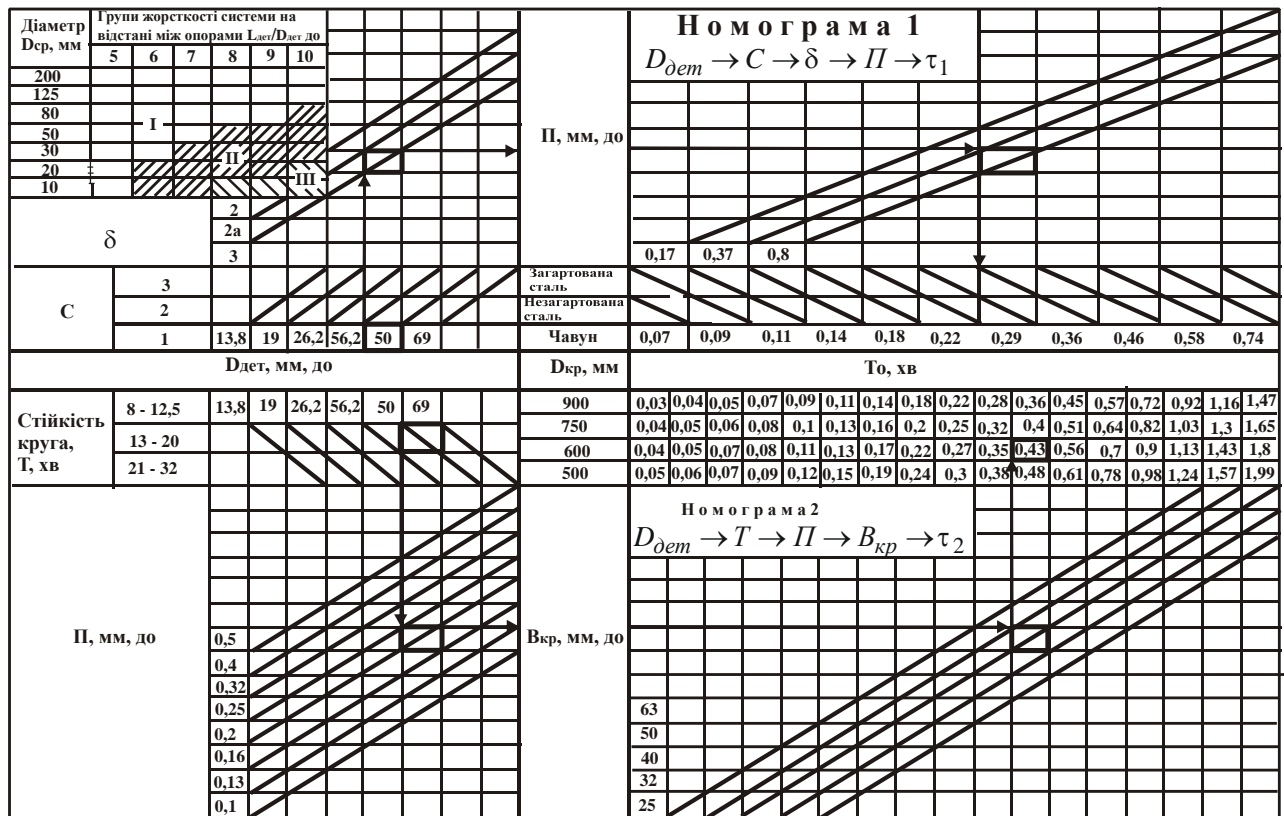 Діаметр
Dср, мм
Групи жорсткості системи на
відстані між опорами Lдет/Dдет до
5 6 7 8 9 10
200
125
80
50
30
20
10
I
II
III
δ
2
2а
3
С
3
2
1
13,8 19 26,2 56,2 50 69
Dдет, мм, до
Номограма 1
D𝑑𝑒𝑚 → C → δ → П → τ1
П, мм, до
0,17 0,37 0,8
Загартована
сталь
Незагартована
сталь
Чавун
0,07 0,09 0,11 0,14 0,18 0,22 0,29 0,36 0,46 0,58 0,74
Dкр, мм
То, хв
Стійкість
круга,
Т, хв
8 - 12,5
13 - 20
21 - 32
13,8 19 26,2 56,2 50 69
900 0,03 0,04 0,05 0,07 0,09 0,11 0,14 0,18 0,22 0,28 0,36 0,45 0,57 0,72 0,92 1,16 1,47
750 0,04 0,05 0,06 0,08 0,1 0,13 0,16 0,2 0,25 0,32 0,4 0,51 0,64 0,82 1,03 1,3 1,65
600 0,04 0,05 0,07 0,08 0,11 0,13 0,17 0,22 0,27 0,35 0,43 0,56 0,7 0,9 1,13 1,43 1,8
500 0,05 0,06 0,07 0,09 0,12 0,15 0,19 0,24 0,3 0,38 0,48 0,61 0,78 0,98 1,24 1,57 1,99
П, мм, до
0,5
0,4
0,32
0,25
0,2
0,16
0,13
0,1
Номограма 2
Dдет → T → П → Bкр → τ2
Вкр, мм, до
63
50
40
32
25